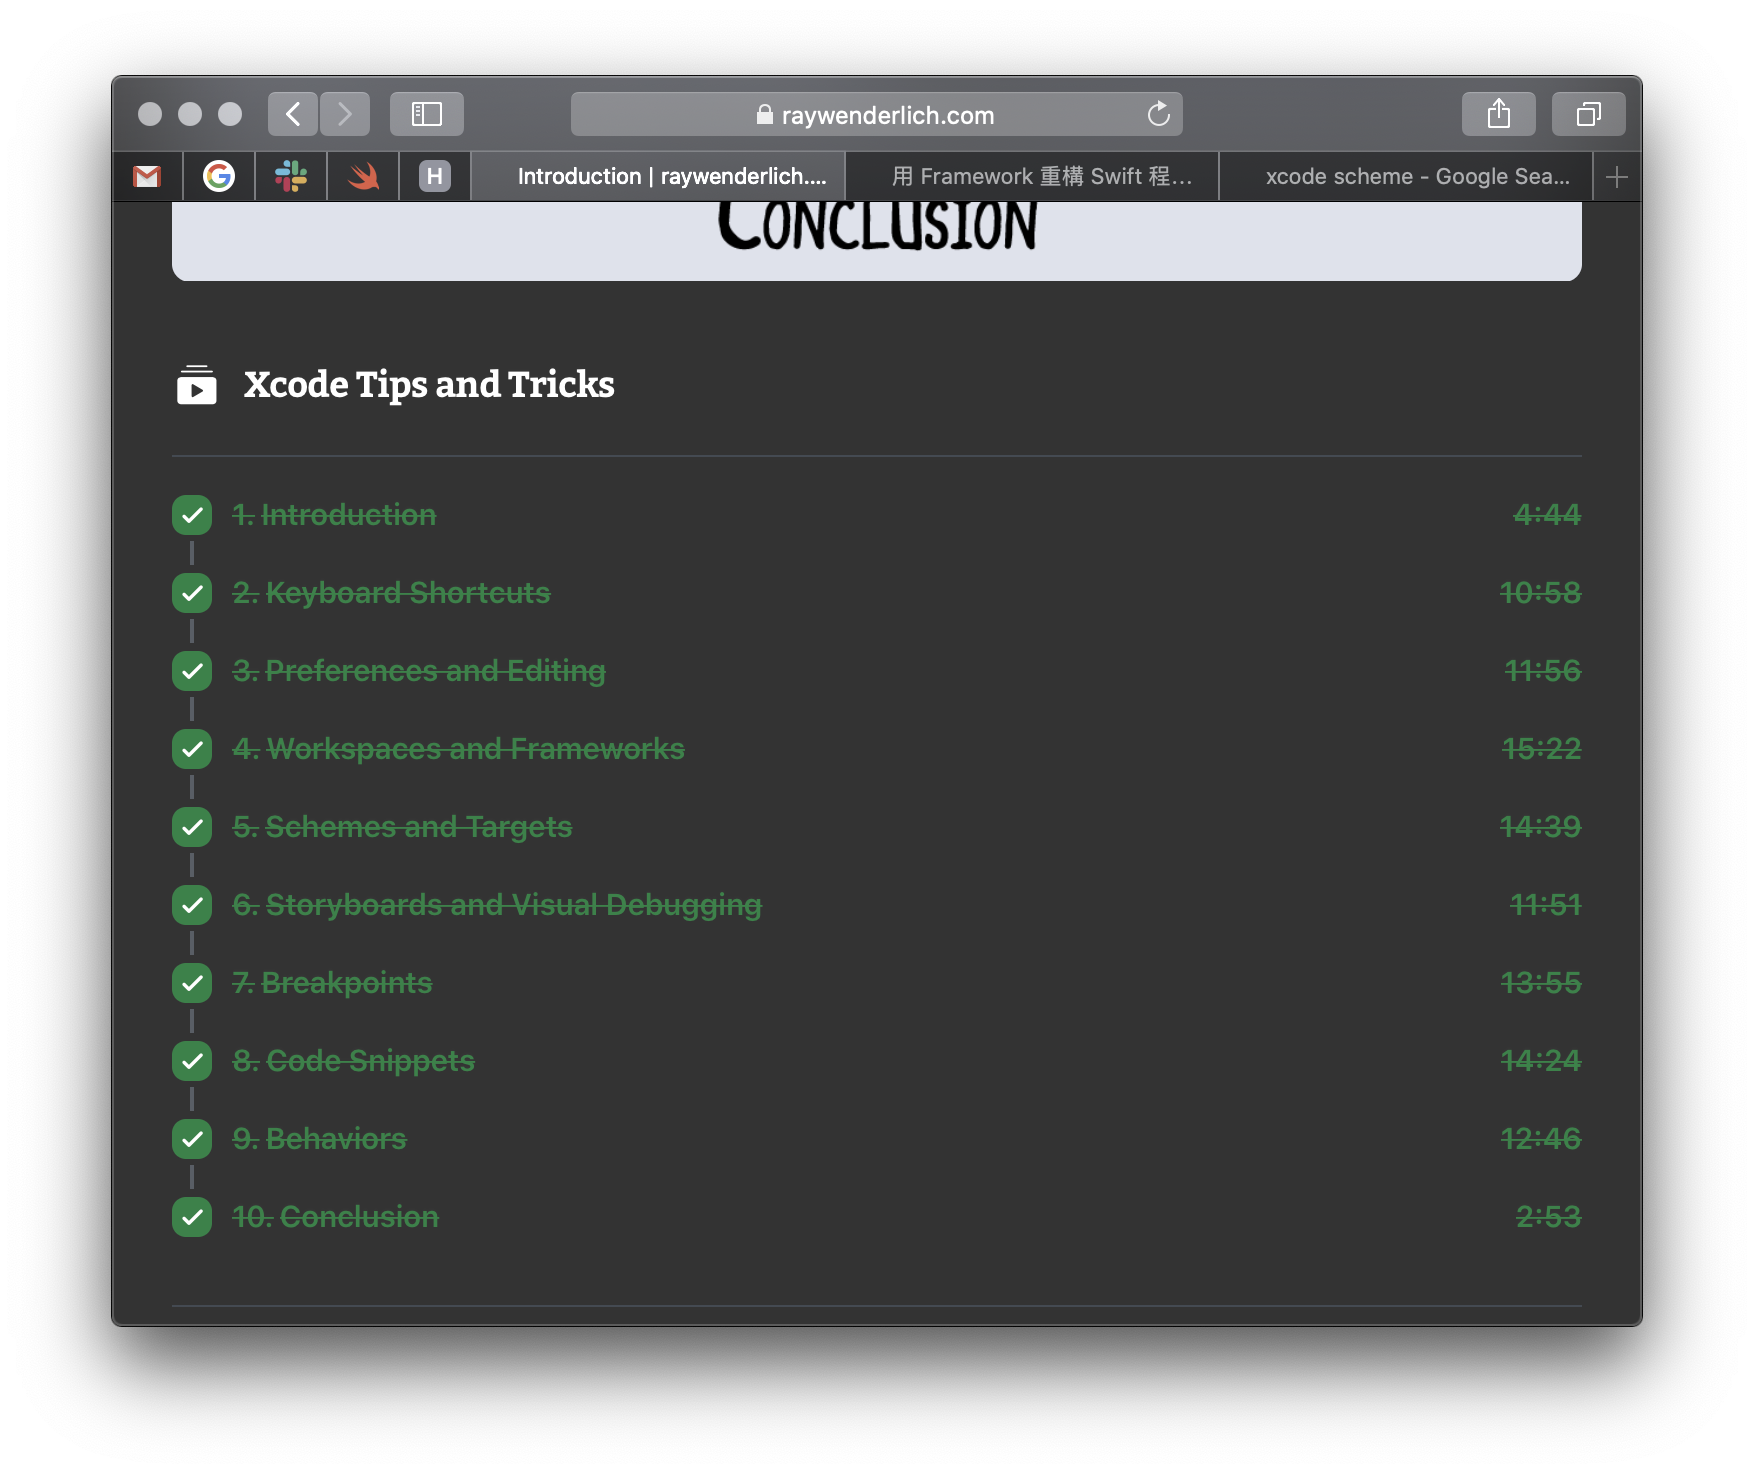 raywenderlich.com
H
Introduction | raywenderlich....
用 Framework 重構 Swift 程...
xcode scheme - Google Sea...
CONCLUSION
Xcode Tips and Tricks
1. Introduction 4:44
2. Keyboard Shortcuts 10:58
3. Preferences and Editing 11:56
4. Workspaces and Frameworks 15:22
5. Schemes and Targets 14:39
6. Storyboards and Visual Debugging 11:51
7. Breakpoints 13:55
8. Code Snippets 14:24
9. Behaviors 12:46
10. Conclusion 2:53